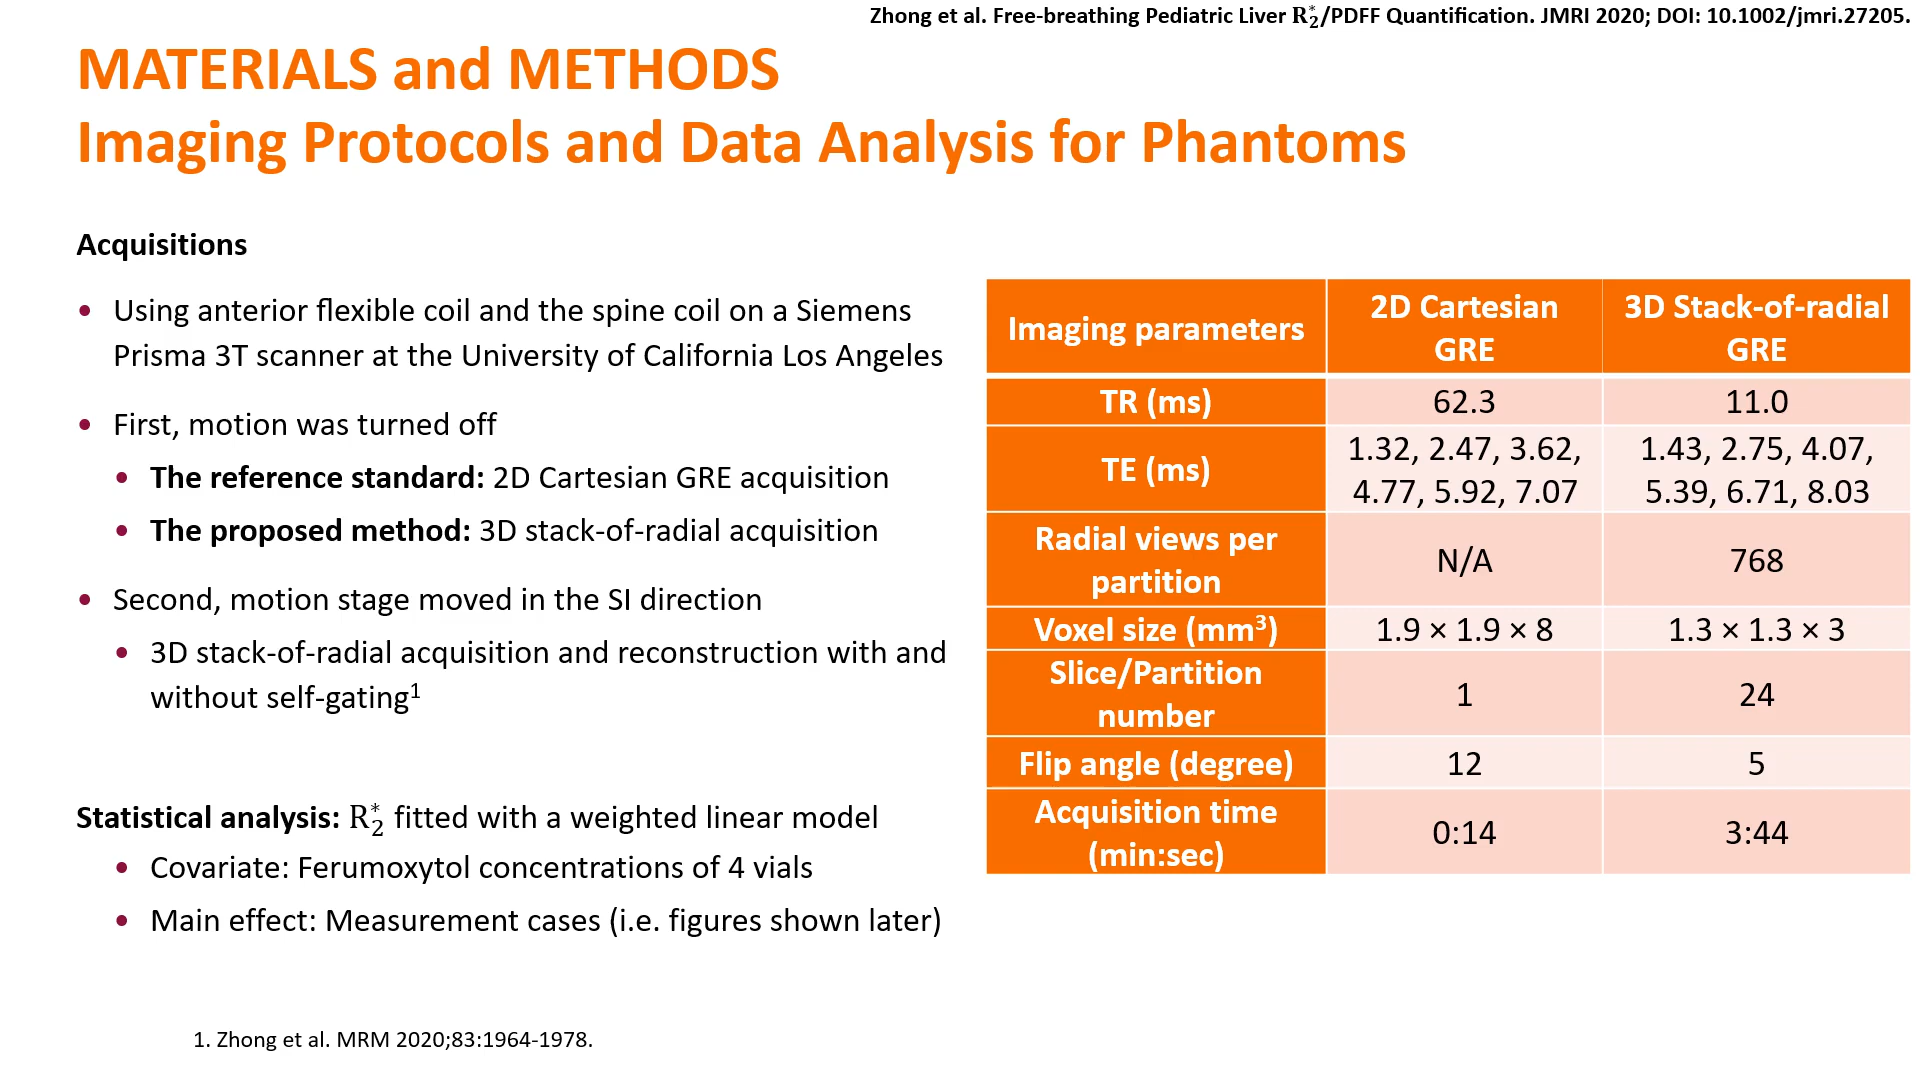 Zhong et al. Free-breathing Pediatric Liver R₂*/PDFF Quantification. JMRI 2020; DOI: 10.1002/jmri.27205.
MATERIALS and METHODS
Imaging Protocols and Data Analysis for Phantoms
Acquisitions
• Using anterior flexible coil and the spine coil on a Siemens
Prisma 3T scanner at the University of California Los Angeles
• First, motion was turned off
• The reference standard: 2D Cartesian GRE acquisition
• The proposed method: 3D stack-of-radial acquisition
• Second, motion stage moved in the SI direction
• 3D stack-of-radial acquisition and reconstruction with and
without self-gating¹
Statistical analysis: R₂* fitted with a weighted linear model
• Covariate: Ferumoxytol concentrations of 4 vials
• Main effect: Measurement cases (i.e. figures shown later)
Imaging parameters
2D Cartesian
GRE
3D Stack-of-radial
GRE
TR (ms)
62.3
11.0
TE (ms)
1.32, 2.47, 3.62,
4.77, 5.92, 7.07
1.43, 2.75, 4.07,
5.39, 6.71, 8.03
Radial views per
partition
N/A
768
Voxel size (mm³)
1.9 × 1.9 × 8
1.3 × 1.3 × 3
Slice/Partition
number
1
24
Flip angle (degree)
12
5
Acquisition time
(min:sec)
0:14
3:44
1. Zhong et al. MRM 2020;83:1964-1978.